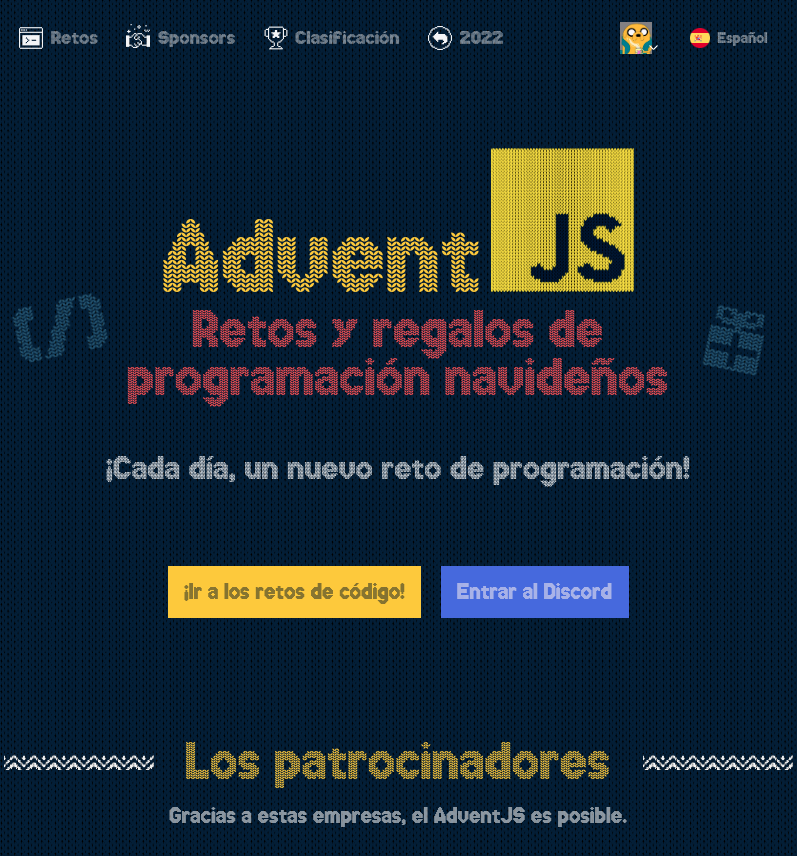 Retos Sponsors Clasificación 2022 Español
Advent JS
Retos y regalos de
programación navideños
¡Cada día, un nuevo reto de programación!
¡Ir a los retos de código! Entrar al Discord
Los patrocinadores
Gracias a estas empresas, el AdventJS es posible.